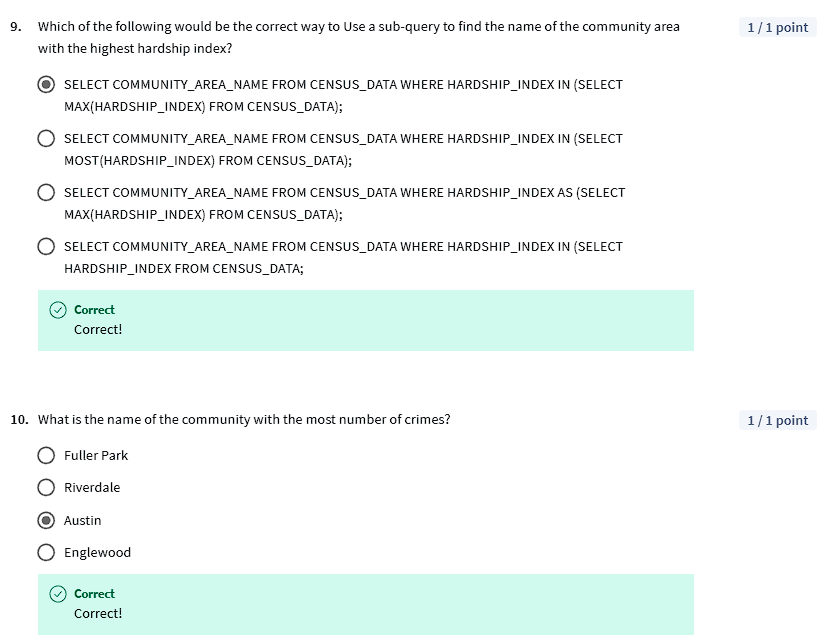 9. Which of the following would be the correct way to Use a sub-query to find the name of the community area 1 / 1 point
with the highest hardship index?
SELECT COMMUNITY_AREA_NAME FROM CENSUS_DATA WHERE HARDSHIP_INDEX IN (SELECT
MAX(HARDSHIP_INDEX) FROM CENSUS_DATA);
SELECT COMMUNITY_AREA_NAME FROM CENSUS_DATA WHERE HARDSHIP_INDEX IN (SELECT
MOST(HARDSHIP_INDEX) FROM CENSUS_DATA);
SELECT COMMUNITY_AREA_NAME FROM CENSUS_DATA WHERE HARDSHIP_INDEX AS (SELECT
MAX(HARDSHIP_INDEX) FROM CENSUS_DATA);
SELECT COMMUNITY_AREA_NAME FROM CENSUS_DATA WHERE HARDSHIP_INDEX IN (SELECT
HARDSHIP_INDEX FROM CENSUS_DATA;
Correct
Correct!
10. What is the name of the community with the most number of crimes? 1 / 1 point
Fuller Park
Riverdale
Austin
Englewood
Correct
Correct!